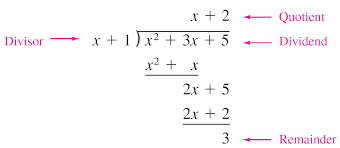 x + 2 Quotient
Divisor x + 1 ) x² + 3x + 5 Dividend
x² + x
2x + 5
2x + 2
3 Remainder